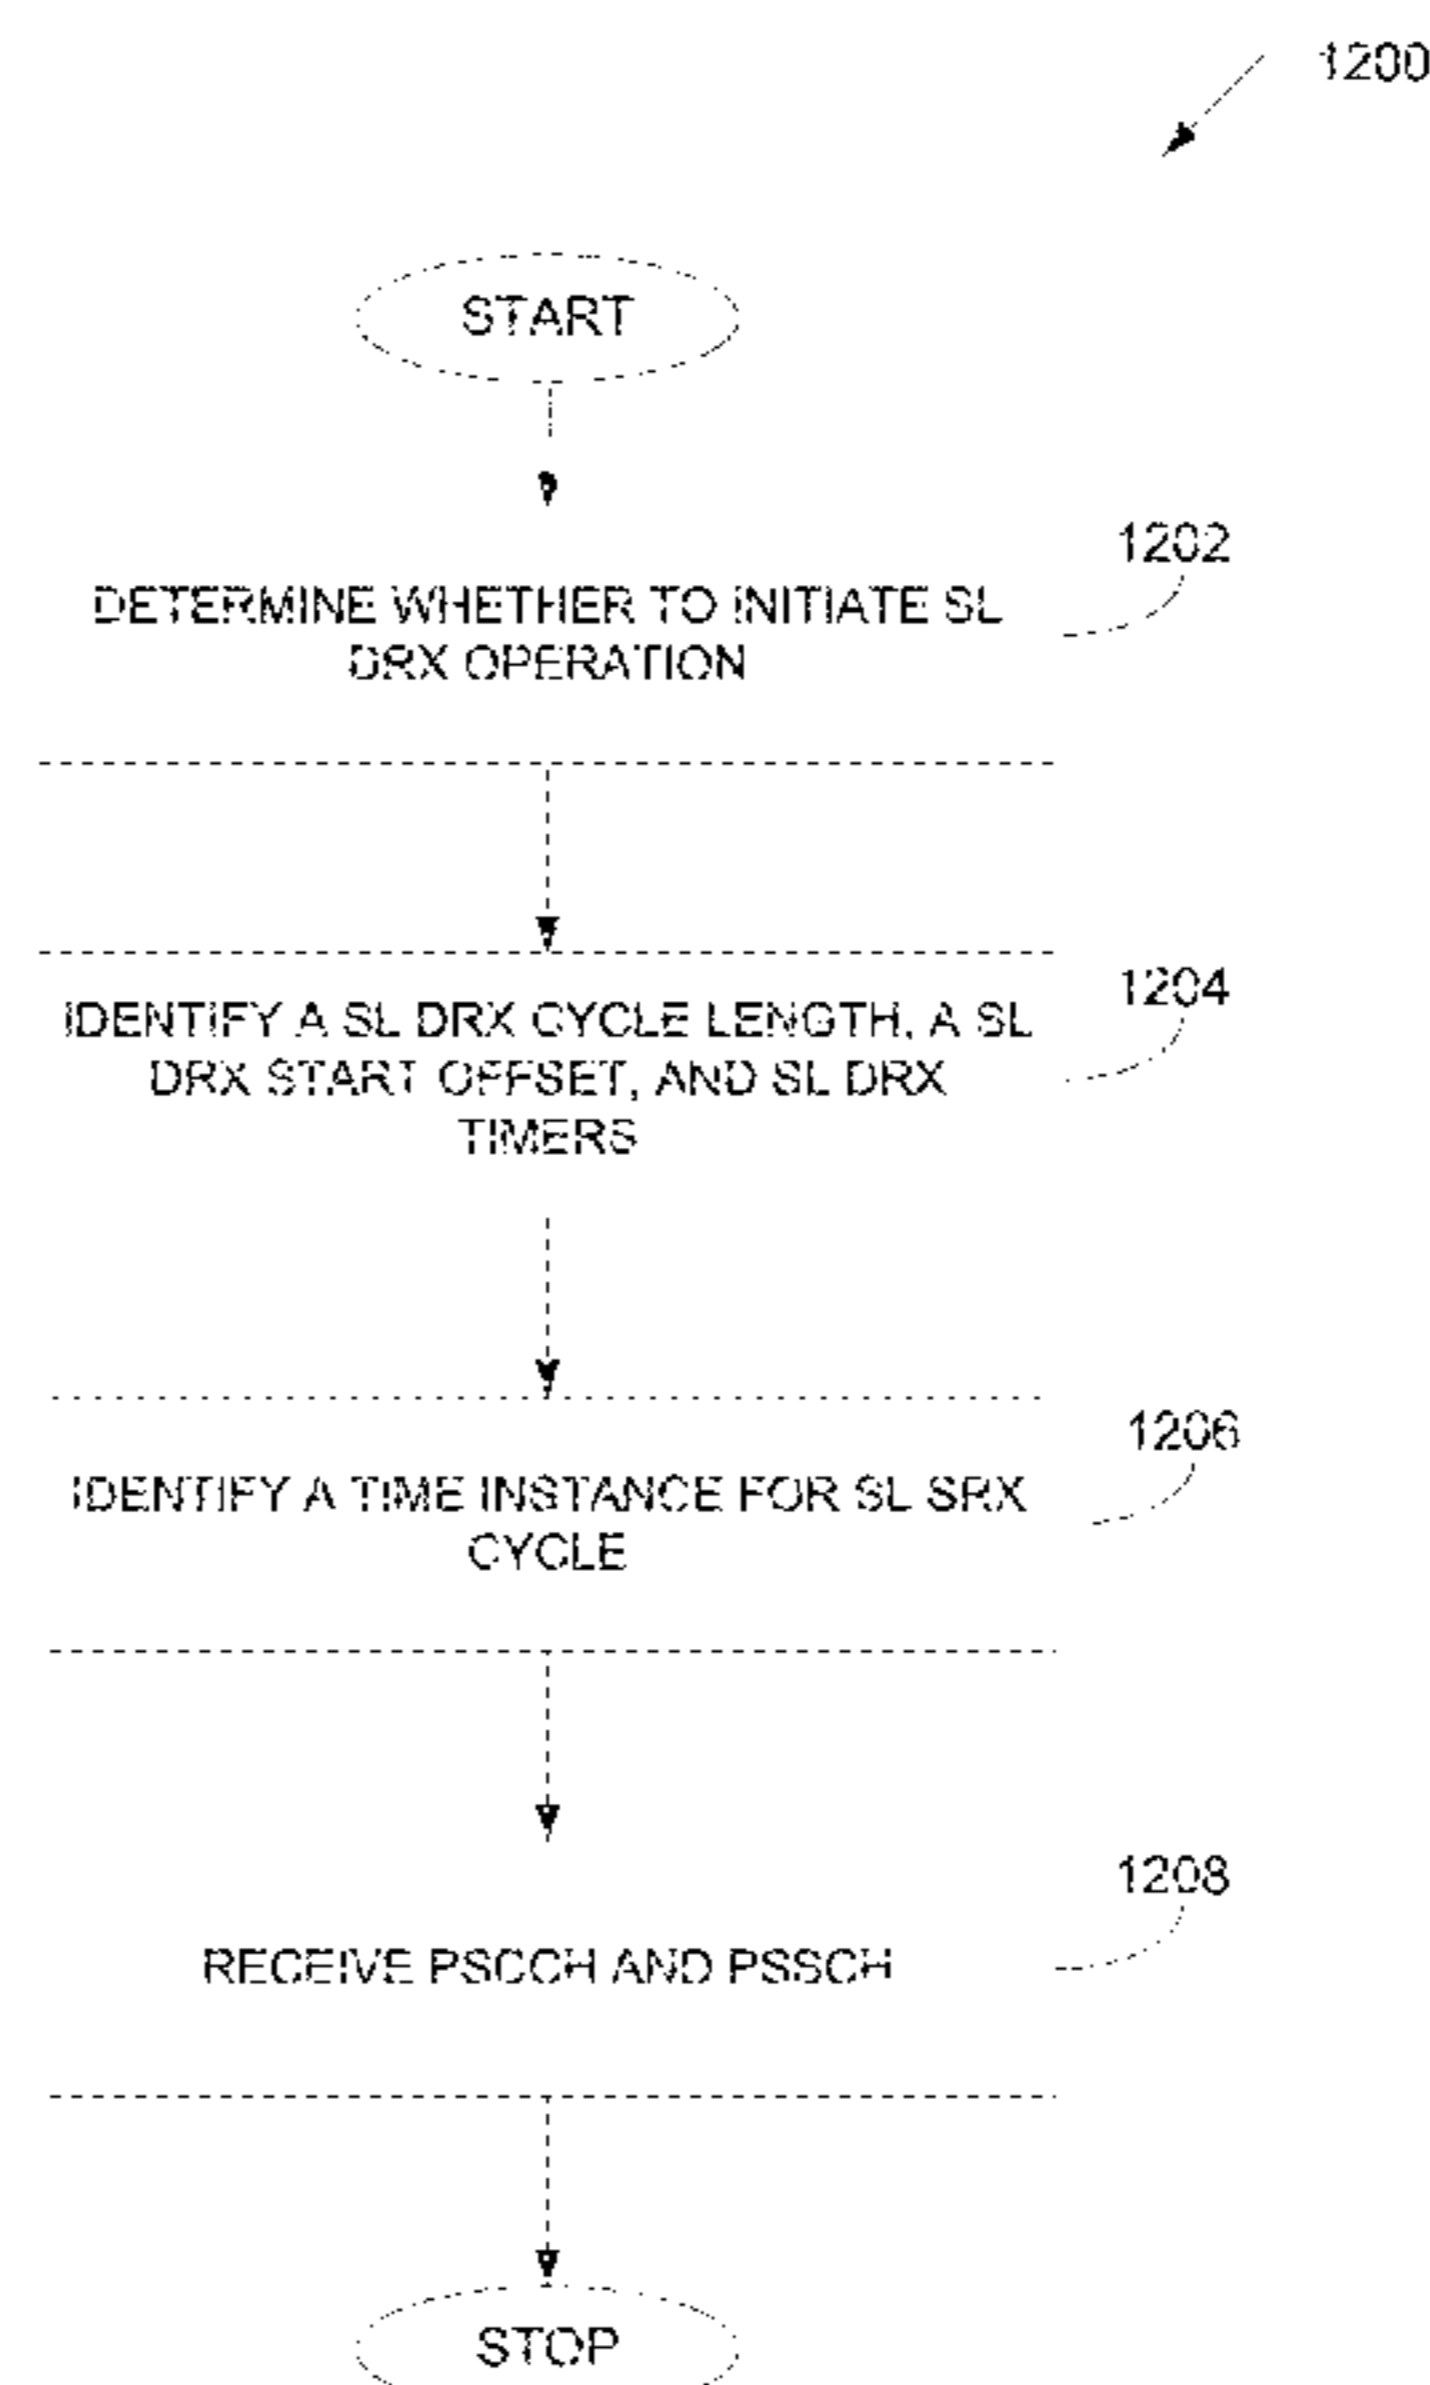 1200
START
1202
DETERMINE WHETHER TO INITIATE SL
DRX OPERATION
1204
IDENTIFY A SL DRX CYCLE LENGTH, A SL
DRX START OFFSET, AND SL DRX
TIMERS
1206
IDENTIFY A TIME INSTANCE FOR SL SRX
CYCLE
1208
RECEIVE PSCCH AND PSSCH
STOP